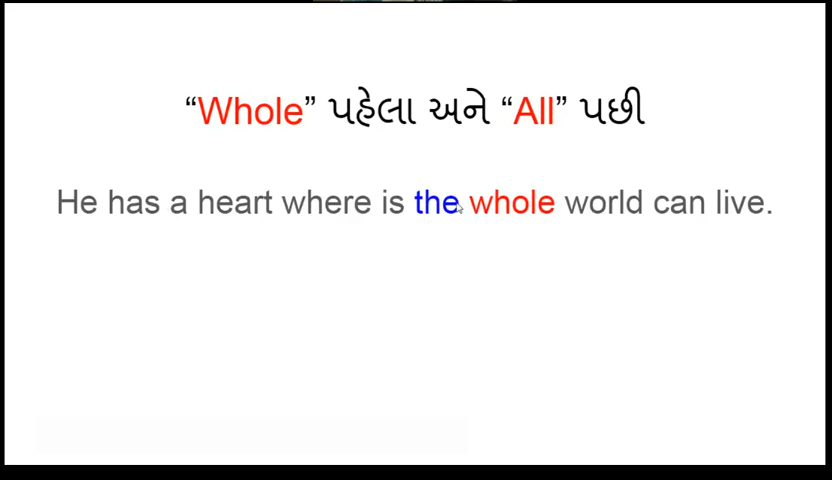 “Whole” પહેલા અને “All” પછી
He has a heart where is the whole world can live.